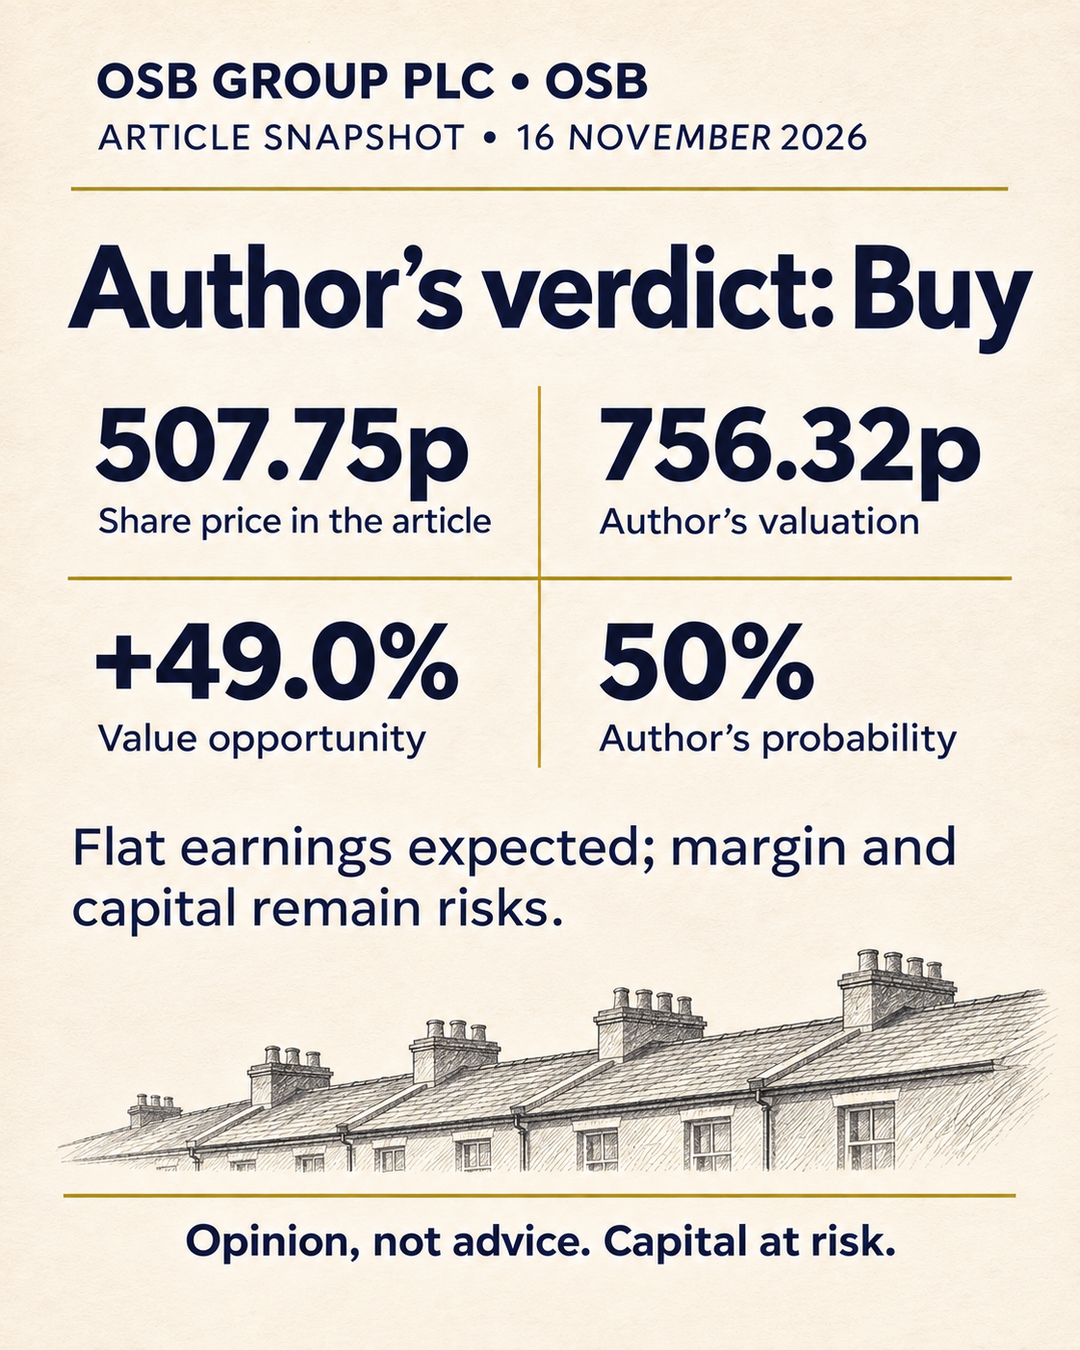 OSB GROUP PLC • OSB
ARTICLE SNAPSHOT • 16 NOVEMBER 2026
Author’s verdict: Buy
507.75p
Share price in the article
756.32p
Author’s valuation
+49.0%
Value opportunity
50%
Author’s probability
Flat earnings expected; margin and
capital remain risks.
Opinion, not advice. Capital at risk.